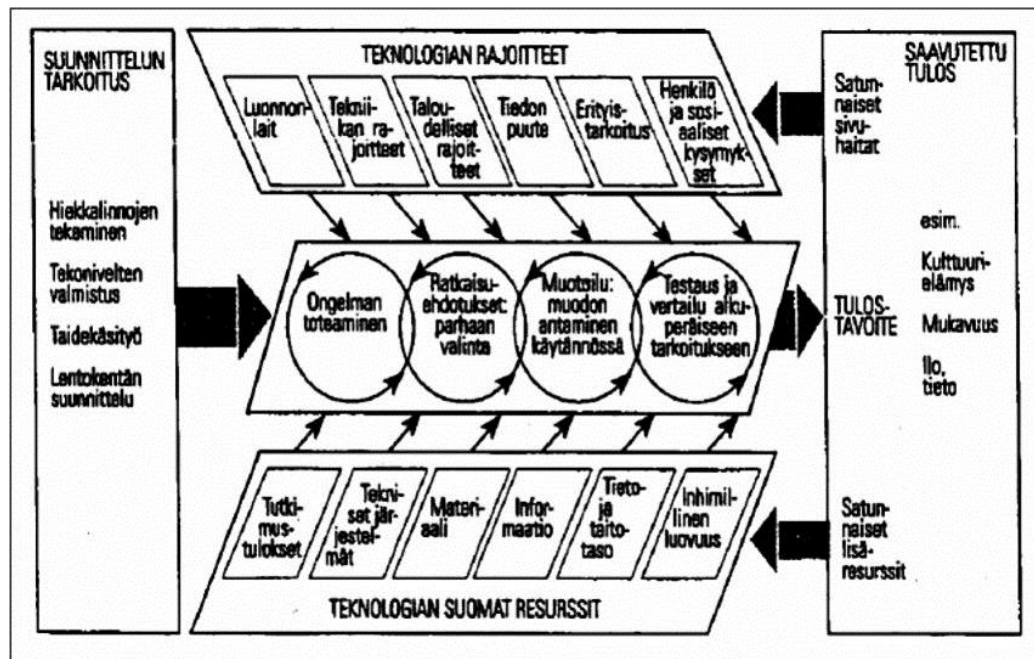 SUUNNITTELUN
TARKOITUS
Hiekkalinnojen
tekeminen
Tekonivelten
valmistus
Taidekäsityö
Lentokentän
suunnittelu
TEKNOLOGIAN RAJOITTEET
Luonnon-
lait
Teknii-
kan ra-
joitteet
Talou-
delliset
rajoit-
teet
Tiedon
puute
Erityis-
tarkoitus
Henkilö
ja sosi-
aaliset
kysymyk-
set
Ongelman
toteaminen
Ratkaisu-
ehdotukset:
parhaan
valinta
Muotoilu:
muodon
antaminen
käytännössä
Testaus ja
vertailu alku-
peräiseen
tarkoitukseen
Tutki-
mus-
tulokset
Tekni-
set jär-
jestel-
mät
Materi-
aali
Infor-
maatio
Tieto-
ja
taito-
taso
Inhimil-
linen
luovuus
TEKNOLOGIAN SUOMAT RESURSSIT
SAAVUTETTU
TULOS
Satun-
naiset
sivu-
haitat
esim.
Kulttuuri-
elämys
TULOS-
TAVOITE
Mukavuus
Ilo,
tieto
Satun-
naiset
lisä-
resurssit